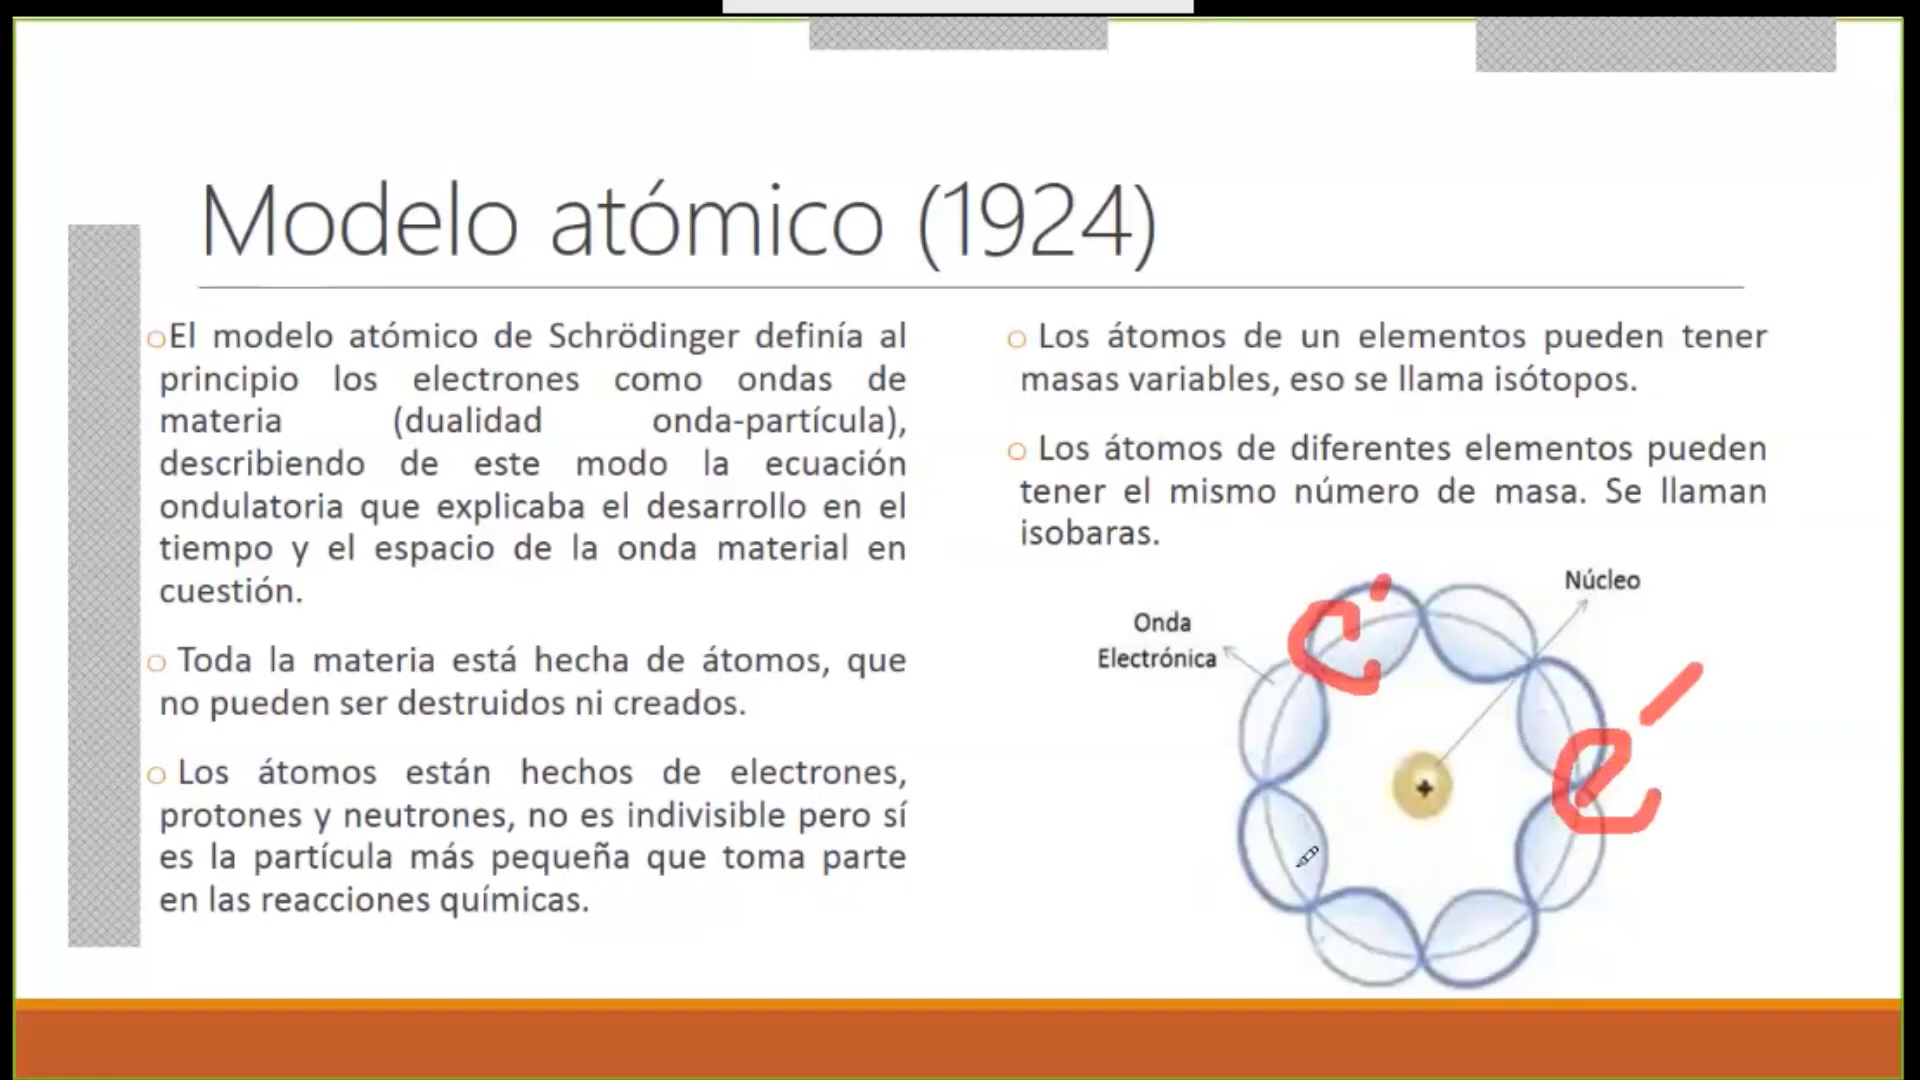 Modelo atómico (1924)
oEl modelo atómico de Schrödinger definía al
principio los electrones como ondas de
materia (dualidad onda-partícula),
describiendo de este modo la ecuación
ondulatoria que explicaba el desarrollo en el
tiempo y el espacio de la onda material en
cuestión.
o Toda la materia está hecha de átomos, que
no pueden ser destruidos ni creados.
o Los átomos están hechos de electrones,
protones y neutrones, no es indivisible pero sí
es la partícula más pequeña que toma parte
en las reacciones químicas.
o Los átomos de un elementos pueden tener
masas variables, eso se llama isótopos.
o Los átomos de diferentes elementos pueden
tener el mismo número de masa. Se llaman
isobaras.
Núcleo
Onda
Electrónica
+
e